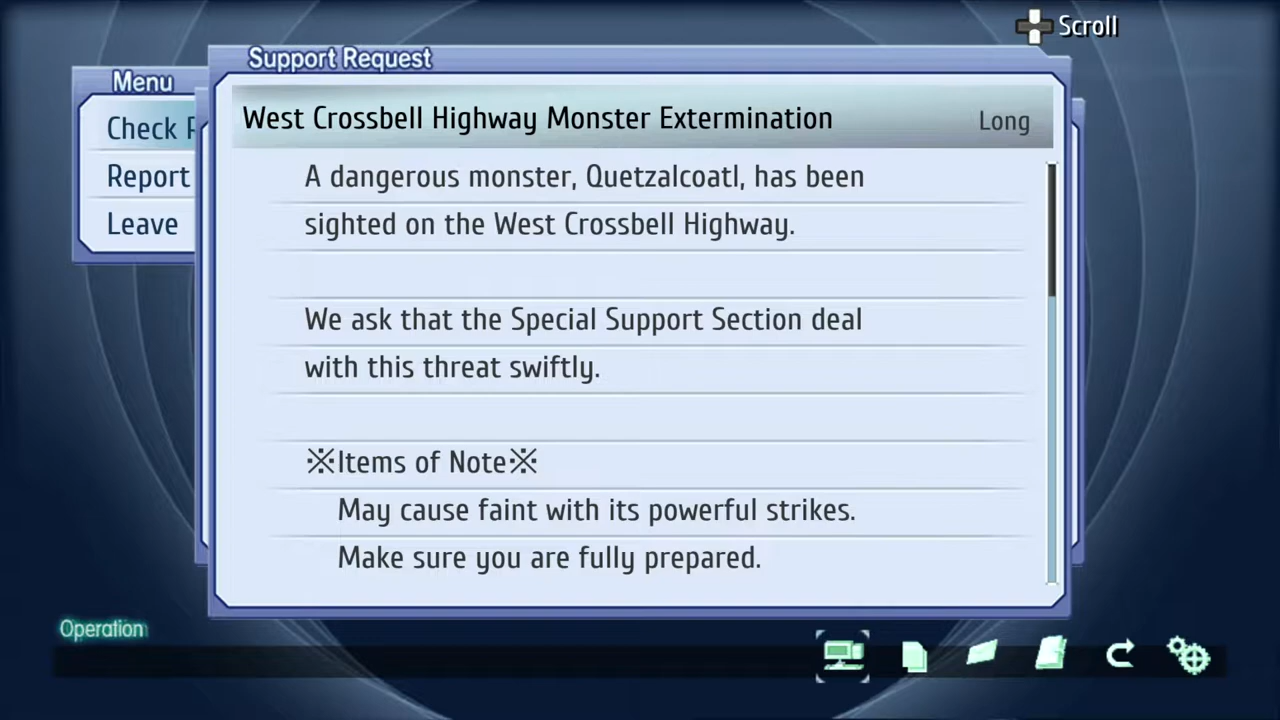 Scroll
Support Request
Menu
West Crossbell Highway Monster Extermination
Long
Check
Report
Leave
A dangerous monster, Quetzalcoatl, has been
sighted on the West Crossbell Highway.
We ask that the Special Support Section deal
with this threat swiftly.
※Items of Note※
May cause faint with its powerful strikes.
Make sure you are fully prepared.
Operation